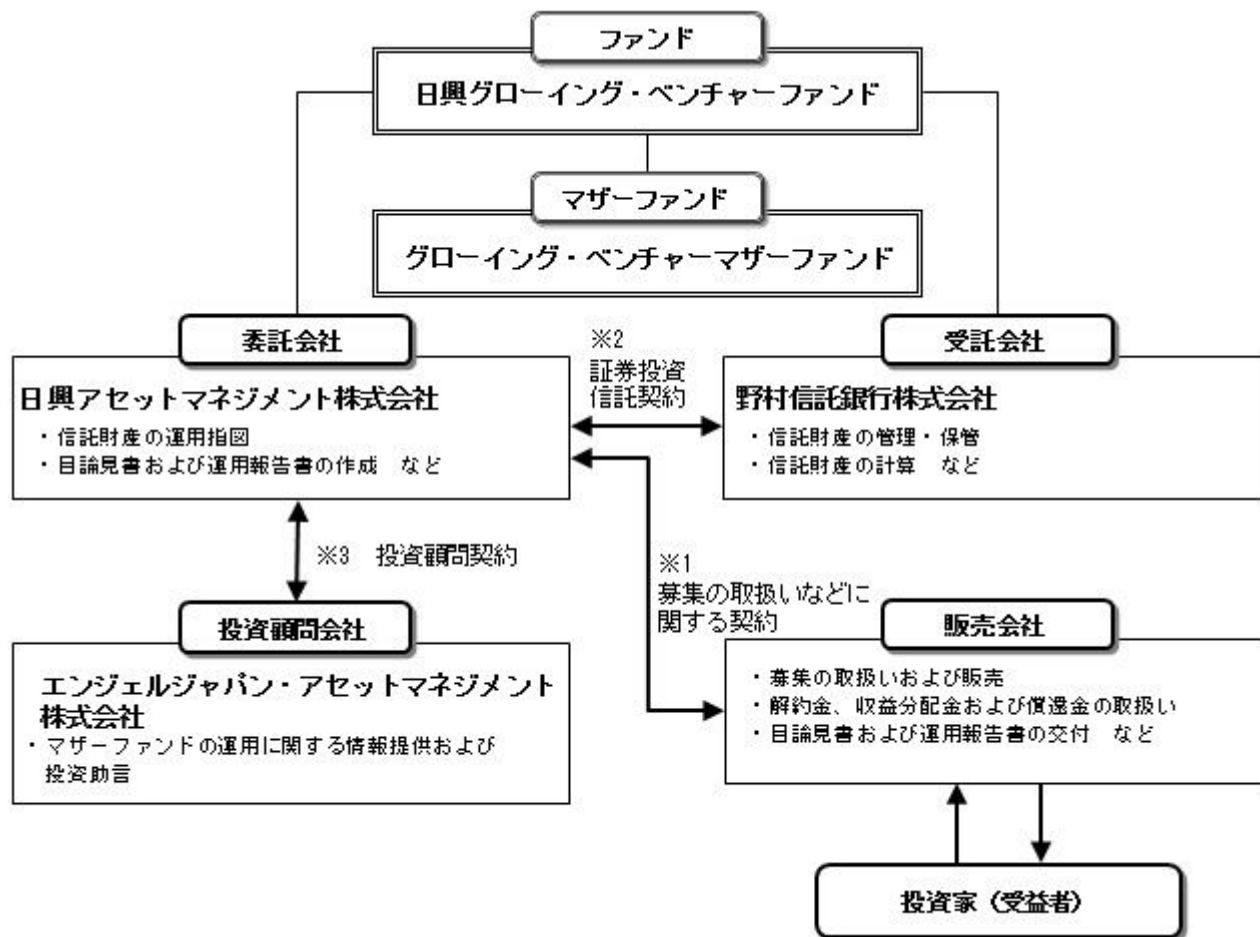 ファンド
日興グローイング・ベンチャーファンド
マザーファンド
グローイング・ベンチャーマザーファンド
委託会社
日興アセットマネジメント株式会社
・信託財産の運用指図
・目論見書および運用報告書の作成　など
※2
証券投資
信託契約
受託会社
野村信託銀行株式会社
・信託財産の管理・保管
・信託財産の計算　など
※3　投資顧問契約
※1
募集の取扱いなどに
関する契約
投資顧問会社
エンジェルジャパン・アセットマネジメント
株式会社
・マザーファンドの運用に関する情報提供および
投資助言
販売会社
・募集の取扱いおよび販売
・解約金、収益分配金および償還金の取扱い
・目論見書および運用報告書の交付　など
投資家（受益者）